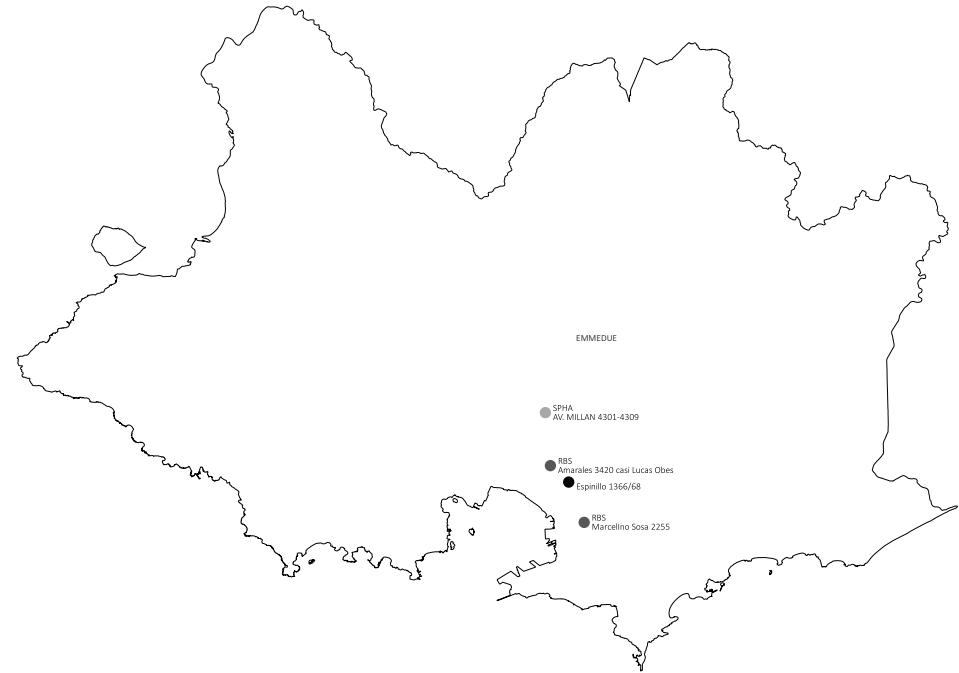 EMMEDUE
SPHA
AV. MILLAN 4301-4309
RBS
Amarales 3420 casi Lucas Obes
Espinillo 1366/68
RBS
Marcelino Sosa 2255